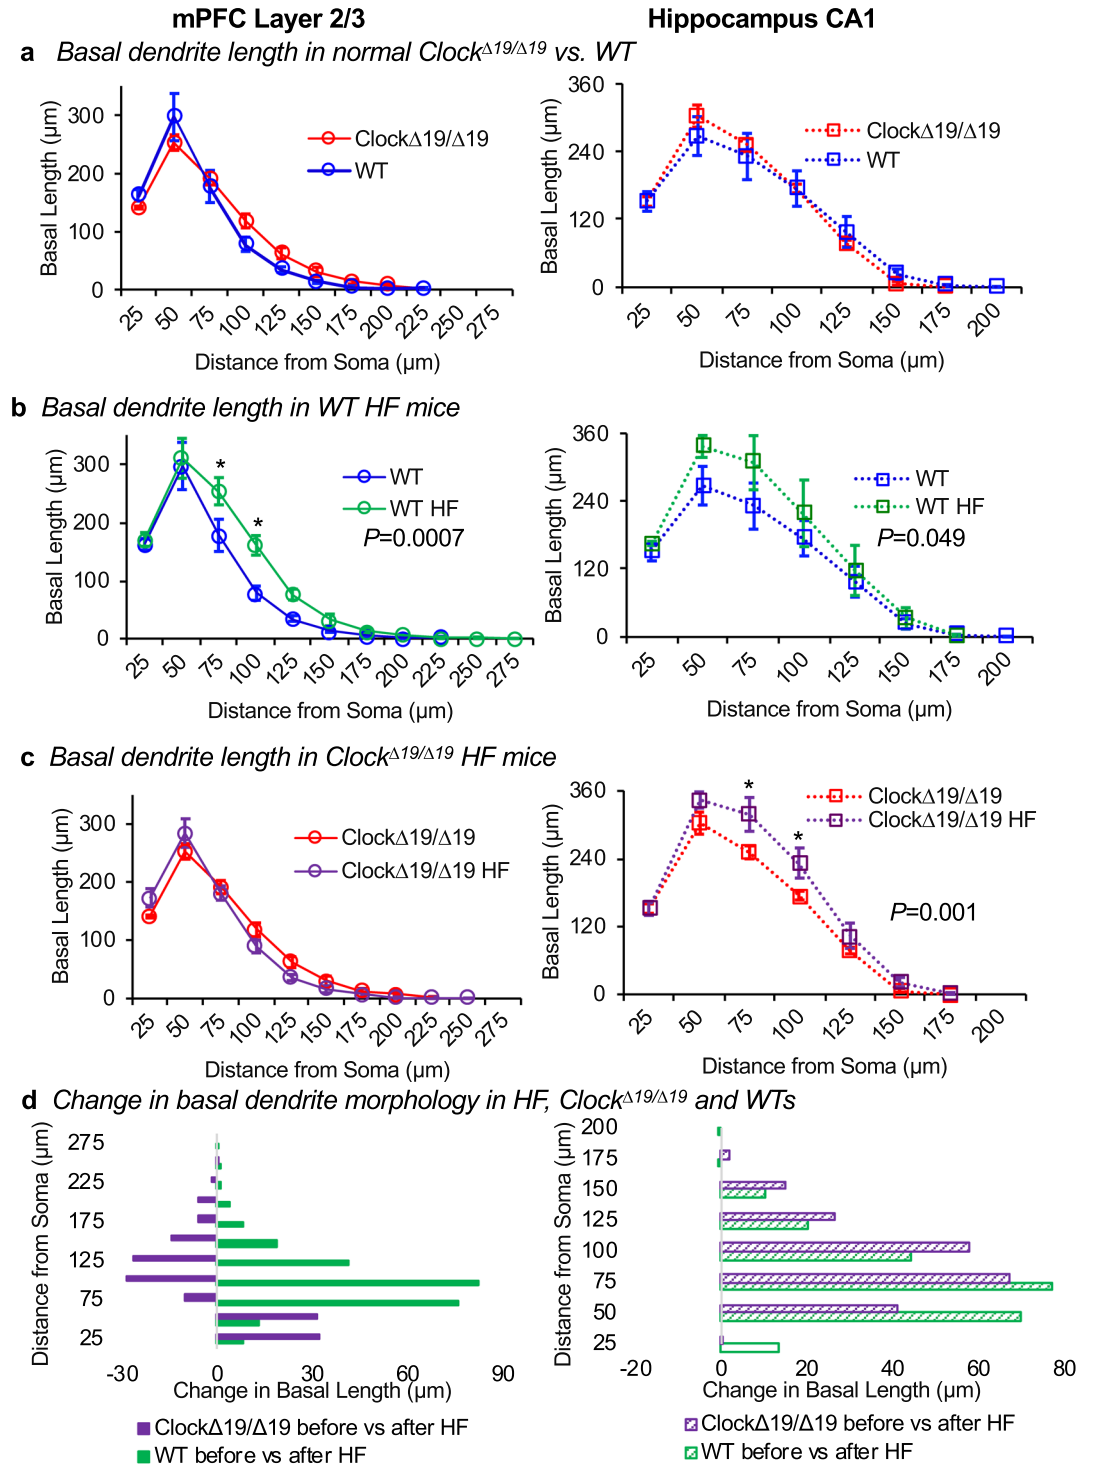 mPFC Layer 2/3
Hippocampus CA1
a Basal dendrite length in normal ClockΔ19/Δ19 vs. WT
Basal Length (µm)
300
200
100
0
25 50 75 100 125 150 175 200 225 250 275
Distance from Soma (µm)
ClockΔ19/Δ19
WT
Basal Length (µm)
360
240
120
0
25 50 75 100 125 150 175 200
Distance from Soma (µm)
ClockΔ19/Δ19
WT
b Basal dendrite length in WT HF mice
Basal Length (µm)
300
200
100
0
* *
25 50 75 100 125 150 175 200 225 250 275
Distance from Soma (µm)
WT
WT HF
P=0.0007
Basal Length (µm)
360
240
120
0
25 50 75 100 125 150 175 200
Distance from Soma (µm)
WT
WT HF
P=0.049
c Basal dendrite length in ClockΔ19/Δ19 HF mice
Basal Length (µm)
300
200
100
0
25 50 75 100 125 150 175 200 225 250 275
Distance from Soma (µm)
ClockΔ19/Δ19
ClockΔ19/Δ19 HF
Basal Length (µm)
360
240
120
0
* *
25 50 75 100 125 150 175 200
Distance from Soma (µm)
ClockΔ19/Δ19
ClockΔ19/Δ19 HF
P=0.001
d Change in basal dendrite morphology in HF, ClockΔ19/Δ19 and WTs
Distance from Soma (µm)
275
225
175
125
75
25
-30 0 30 60 90
Change in Basal Length (µm)
ClockΔ19/Δ19 before vs after HF
WT before vs after HF
Distance from Soma (µm)
200
175
150
125
100
75
50
25
-20 0 20 40 60 80
Change in Basal Length (µm)
ClockΔ19/Δ19 before vs after HF
WT before vs after HF